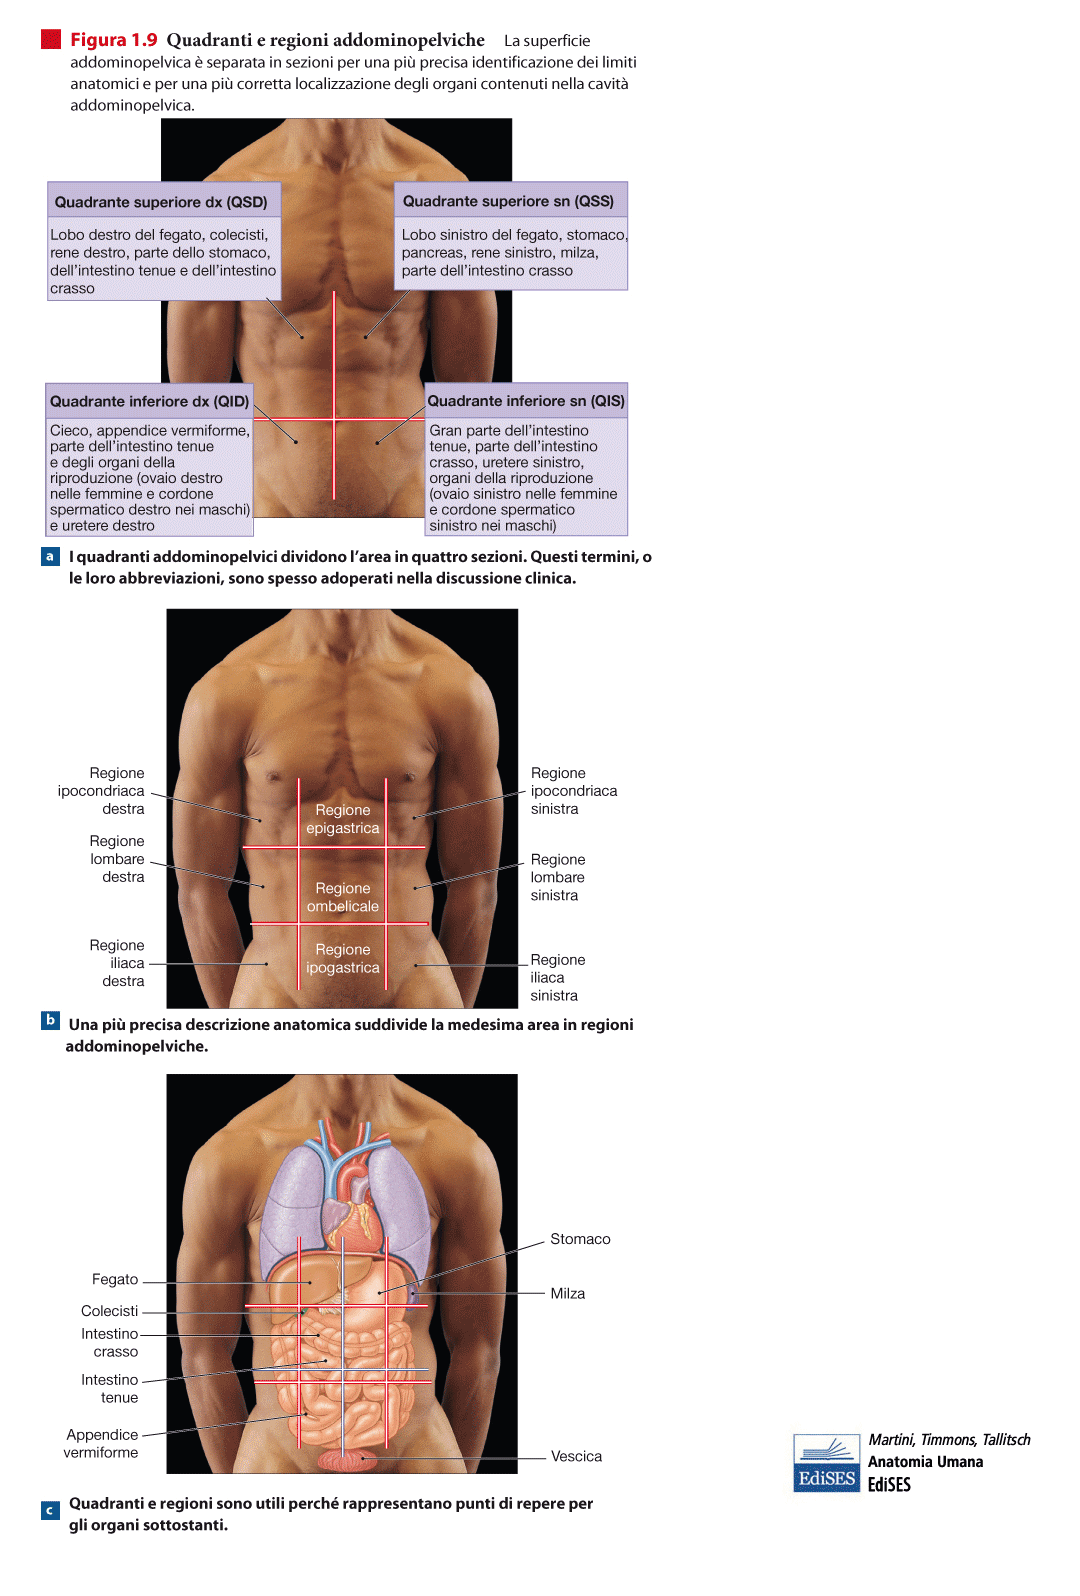 Figura 1.9 Quadranti e regioni addominopelviche La superficie
addominopelvica è separata in sezioni per una più precisa identificazione dei limiti
anatomici e per una più corretta localizzazione degli organi contenuti nella cavità
addominopelvica.
Quadrante superiore dx (QSD)
Lobo destro del fegato, colecisti,
rene destro, parte dello stomaco,
dell'intestino tenue e dell'intestino
crasso
Quadrante superiore sn (QSS)
Lobo sinistro del fegato, stomaco,
pancreas, rene sinistro, milza,
parte dell'intestino crasso
Quadrante inferiore dx (QID)
Cieco, appendice vermiforme,
parte dell'intestino tenue
e degli organi della
riproduzione (ovaio destro
nelle femmine e cordone
spermatico destro nei maschi)
e uretere destro
Quadrante inferiore sn (QIS)
Gran parte dell'intestino
tenue, parte dell'intestino
crasso, uretere sinistro,
organi della riproduzione
(ovaio sinistro nelle femmine
e cordone spermatico
sinistro nei maschi)
a I quadranti addominopelvici dividono l'area in quattro sezioni. Questi termini, o
le loro abbreviazioni, sono spesso adoperati nella discussione clinica.
Regione
ipocondriaca
destra
Regione
lombare
destra
Regione
iliaca
destra
Regione
epigastrica
Regione
ombelicale
Regione
ipogastrica
Regione
ipocondriaca
sinistra
Regione
lombare
sinistra
Regione
iliaca
sinistra
b Una più precisa descrizione anatomica suddivide la medesima area in regioni
addominopelviche.
Fegato
Colecisti
Intestino
crasso
Intestino
tenue
Appendice
vermiforme
Stomaco
Milza
Vescica
c Quadranti e regioni sono utili perché rappresentano punti di repere per
gli organi sottostanti.
EdiSES
Martini, Timmons, Tallitsch
Anatomia Umana
EdiSES